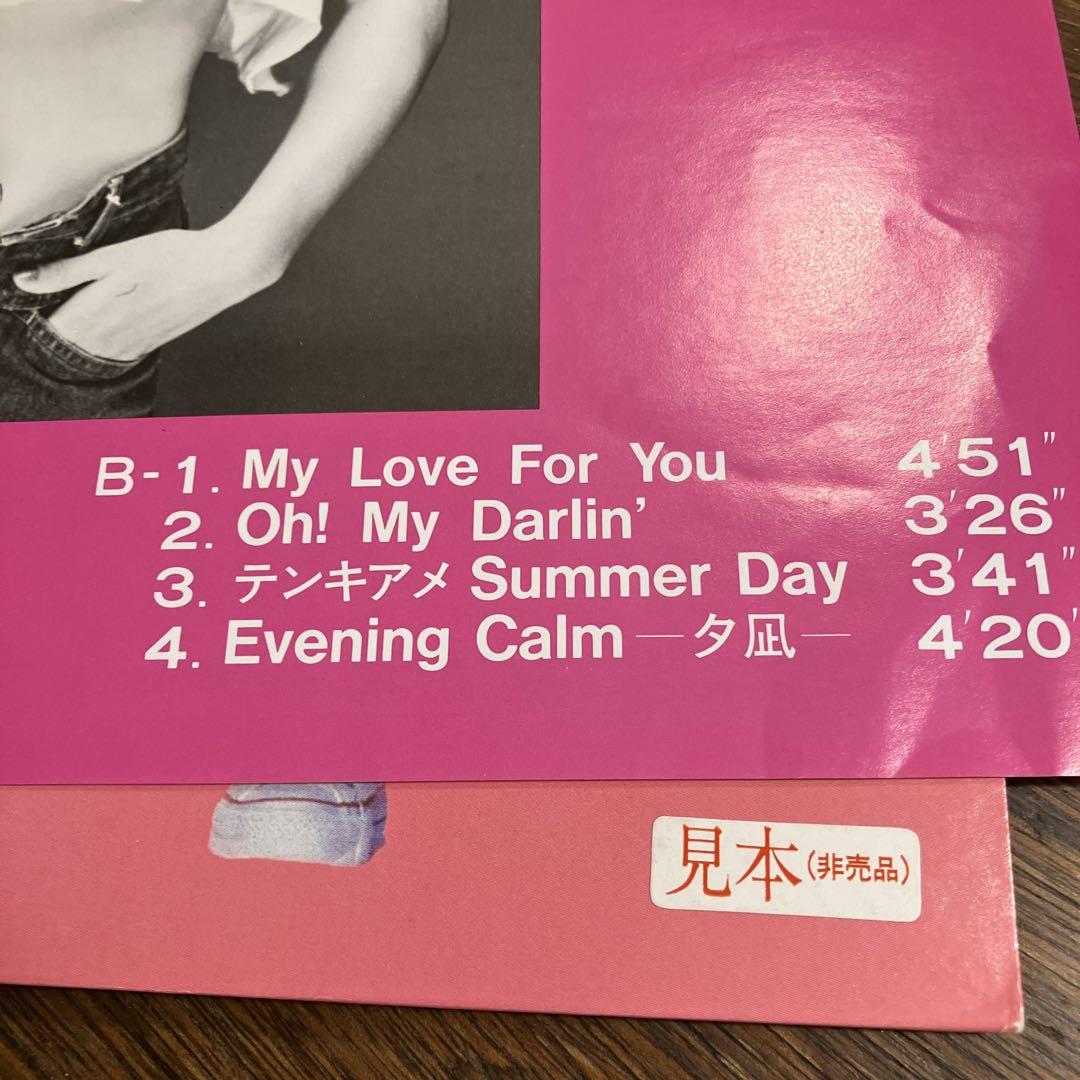 B-1. My Love For You 4'51"
2. Oh! My Darlin' 3'26"
3. テンキアメ Summer Day 3'41"
4. Evening Calm —夕凪— 4'20'
見本(非売品)